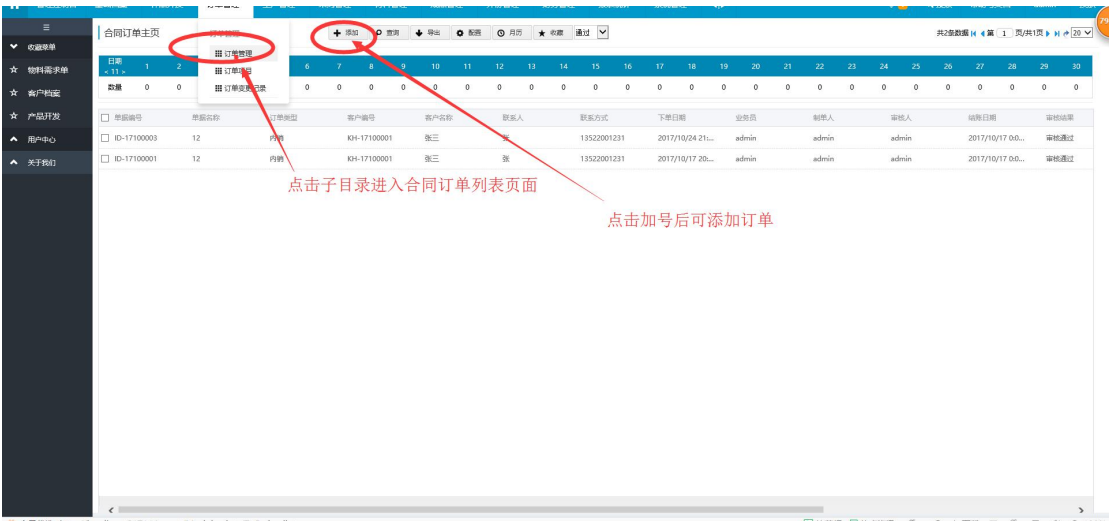 合同订单主页
订单管理
添加 查询 导出 配置 月历 收藏 通过
共2条数据 第 1 页/共1页 20
收藏菜单
物料需求单
客户档案
产品开发
用户中心
关于我们
订单管理
订单项目
订单变更记录
日期 1 2 6 7 8 9 10 11 12 13 14 15 16 17 18 19 20 21 22 23 24 25 26 27 28 29 30
< 11 >
数量 0 0 0 0 0 0 0 0 0 0 0 0 0 0 0 0 0 0 0 0 0 0 0 0 0 0 0
单据编号 单据名称 订单类型 客户编号 客户名称 联系人 联系方式 下单日期 业务员 制单人 审核人 结账日期 审核结果
ID-17100003 12 内销 KH-17100001 张三 张 13522001231 2017/10/24 21:... admin admin admin 2017/10/17 0:0... 审核通过
ID-17100001 12 内销 KH-17100001 张三 张 13522001231 2017/10/17 20:... admin admin admin 2017/10/17 0:0... 审核通过
点击子目录进入合同订单列表页面
点击加号后可添加订单